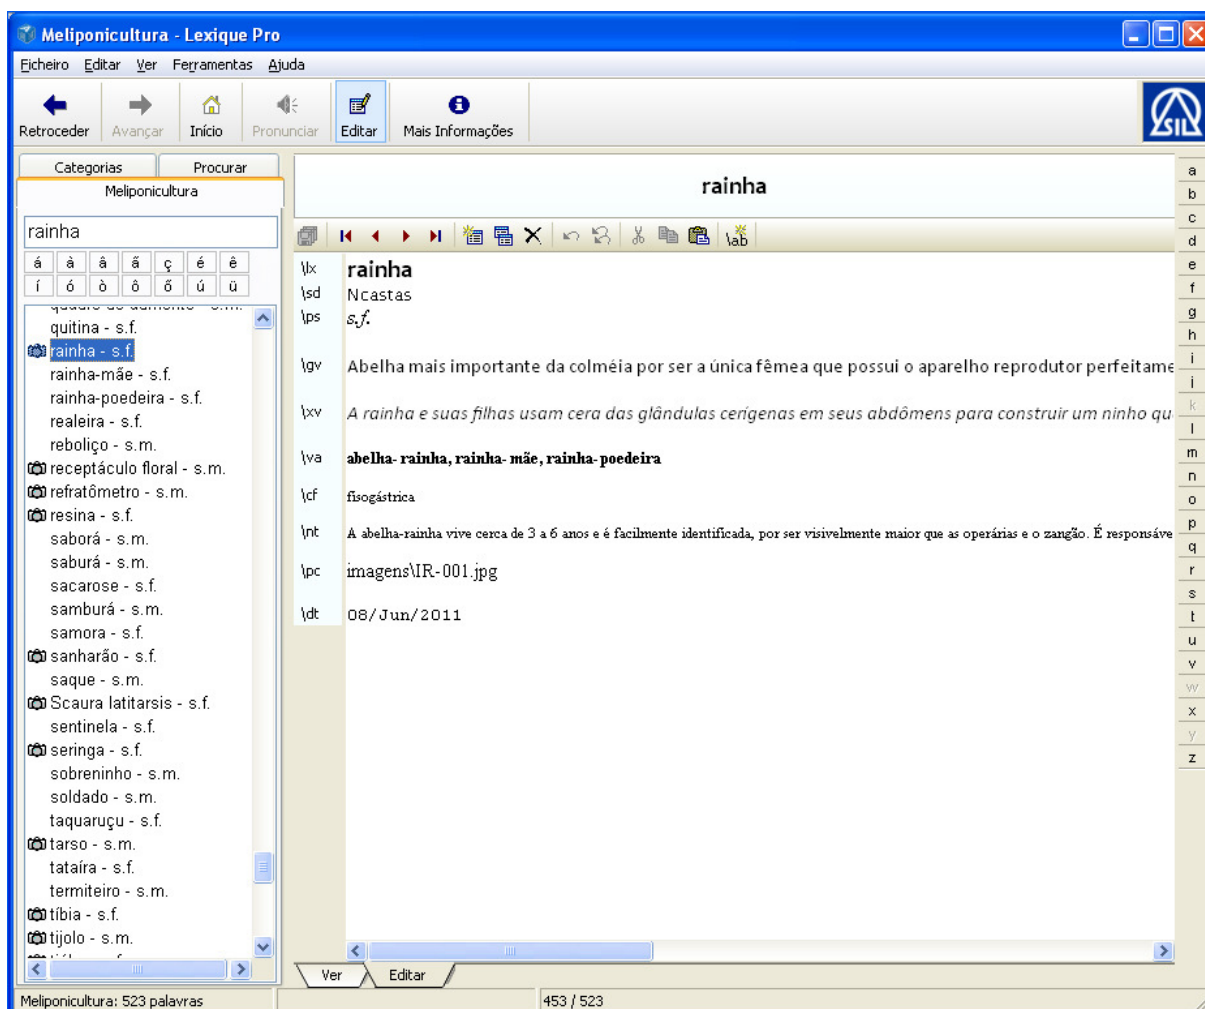 Meliponicultura - Lexique Pro
Ficheiro Editar Ver Ferramentas Ajuda
Retroceder Avançar Início Pronunciar Editar Mais Informações
SIL
Categorias Procurar
Meliponicultura
rainha
á à â ã ç é ê
í ó ò ô õ ú ü
quitina - s.f.
rainha - s.f.
rainha-mãe - s.f.
rainha-poedeira - s.f.
realeira - s.f.
reboliço - s.m.
receptáculo floral - s.m.
refratômetro - s.m.
resina - s.f.
saborá - s.m.
saburá - s.m.
sacarose - s.f.
samburá - s.m.
samora - s.f.
sanharão - s.f.
saque - s.m.
Scaura latitarsis - s.f.
sentinela - s.f.
seringa - s.f.
sobreninho - s.m.
soldado - s.m.
taquaruçu - s.f.
tarso - s.m.
tataíra - s.f.
termiteiro - s.m.
tíbia - s.f.
tijolo - s.m.
rainha
\ab
\lx rainha
\sd Ncastas
\ps s.f.
\gv Abelha mais importante da colméia por ser a única fêmea que possui o aparelho reprodutor perfeitame
\xv A rainha e suas filhas usam cera das glândulas cerígenas em seus abdômens para construir um ninho qu
\va abelha- rainha, rainha- mãe, rainha- poedeira
\cf fisogástrica
\nt A abelha-rainha vive cerca de 3 a 6 anos e é facilmente identificada, por ser visivelmente maior que as operárias e o zangão. É responsáve
\pc imagens\IR-001.jpg
\dt 08/Jun/2011
Ver Editar
a
b
c
d
e
f
g
h
i
j
k
l
m
n
o
p
q
r
s
t
u
v
w
x
y
z
Meliponicultura: 523 palavras 453 / 523